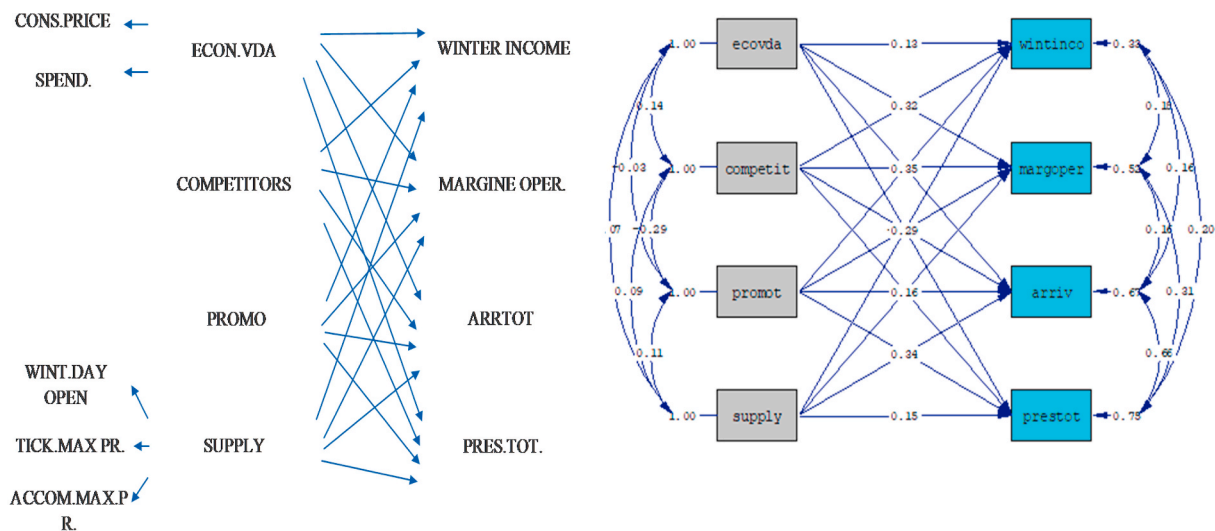 CONS.PRICE
ECON.VDA
WINTER INCOME
SPEND.
COMPETITORS
MARGINE OPER.
PROMO
ARRTOT
WINT.DAY
OPEN
TICK.MAX PR.
SUPPLY
PRES.TOT.
ACCOM.MAX.P
R.
1.00
ecovda
0.13
wintinco
0.33
0.14
0.32
0.18
-0.03
1.00
competit
0.35
margoper
0.52
0.16
.07
-0.29
-0.29
0.16
0.20
0.09
1.00
promot
0.16
arriv
0.67
0.31
0.11
0.34
0.66
1.00
supply
0.15
prestot
0.73